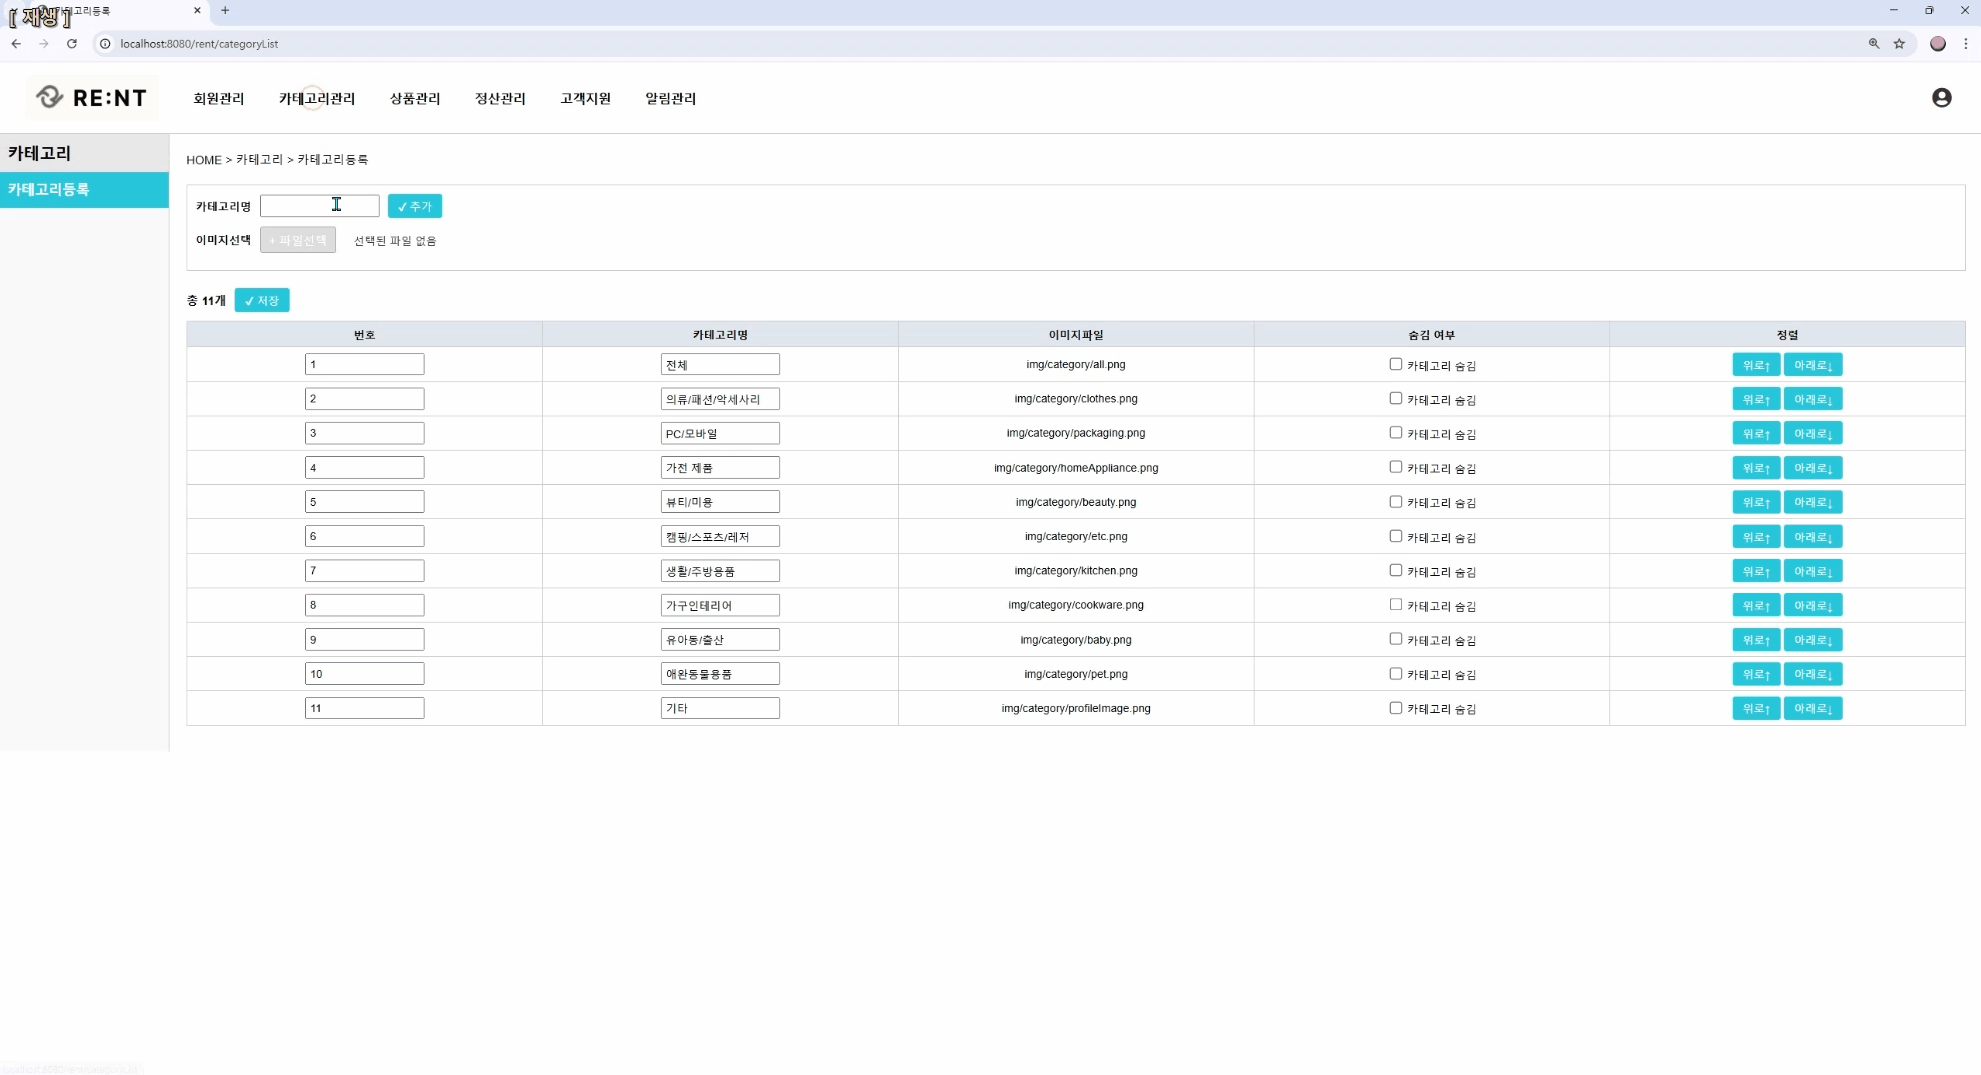 [ 재생 ]
카테고리등록
localhost:8080/rent/categoryList
RE:NT
회원관리 카테고리관리 상품관리 정산관리 고객지원 알림관리
카테고리
카테고리등록
HOME > 카테고리 > 카테고리등록
카테고리명 ✓ 추가
이미지선택 + 파일선택 선택된 파일 없음
총 11개 ✓ 저장
번호 카테고리명 이미지파일 숨김 여부 정렬
1 전체 img/category/all.png 카테고리 숨김 위로↑ 아래로↓
2 의류/패션/악세사리 img/category/clothes.png 카테고리 숨김 위로↑ 아래로↓
3 PC/모바일 img/category/packaging.png 카테고리 숨김 위로↑ 아래로↓
4 가전 제품 img/category/homeAppliance.png 카테고리 숨김 위로↑ 아래로↓
5 뷰티/미용 img/category/beauty.png 카테고리 숨김 위로↑ 아래로↓
6 캠핑/스포츠/레저 img/category/etc.png 카테고리 숨김 위로↑ 아래로↓
7 생활/주방용품 img/category/kitchen.png 카테고리 숨김 위로↑ 아래로↓
8 가구인테리어 img/category/cookware.png 카테고리 숨김 위로↑ 아래로↓
9 유아동/출산 img/category/baby.png 카테고리 숨김 위로↑ 아래로↓
10 애완동물용품 img/category/pet.png 카테고리 숨김 위로↑ 아래로↓
11 기타 img/category/profileImage.png 카테고리 숨김 위로↑ 아래로↓